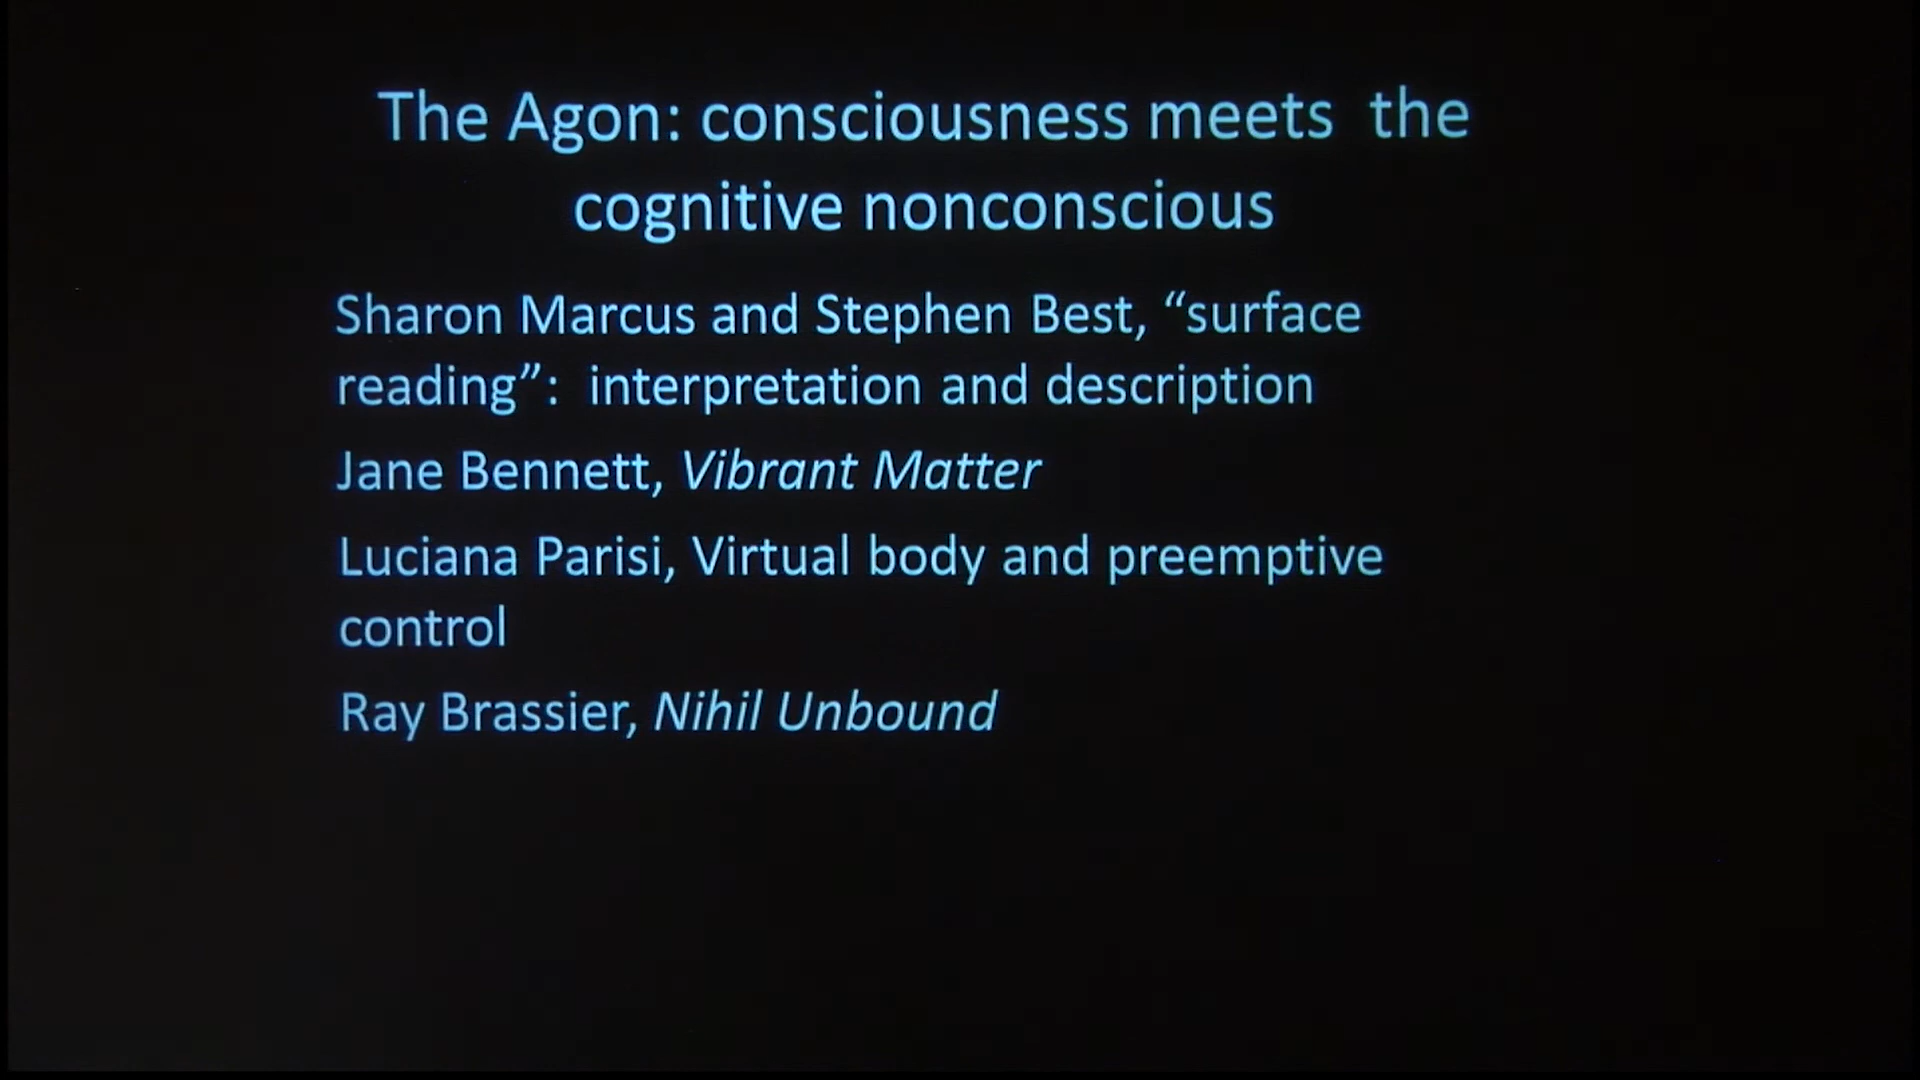 The Agon: consciousness meets the
cognitive nonconscious
Sharon Marcus and Stephen Best, “surface
reading”: interpretation and description
Jane Bennett, Vibrant Matter
Luciana Parisi, Virtual body and preemptive
control
Ray Brassier, Nihil Unbound